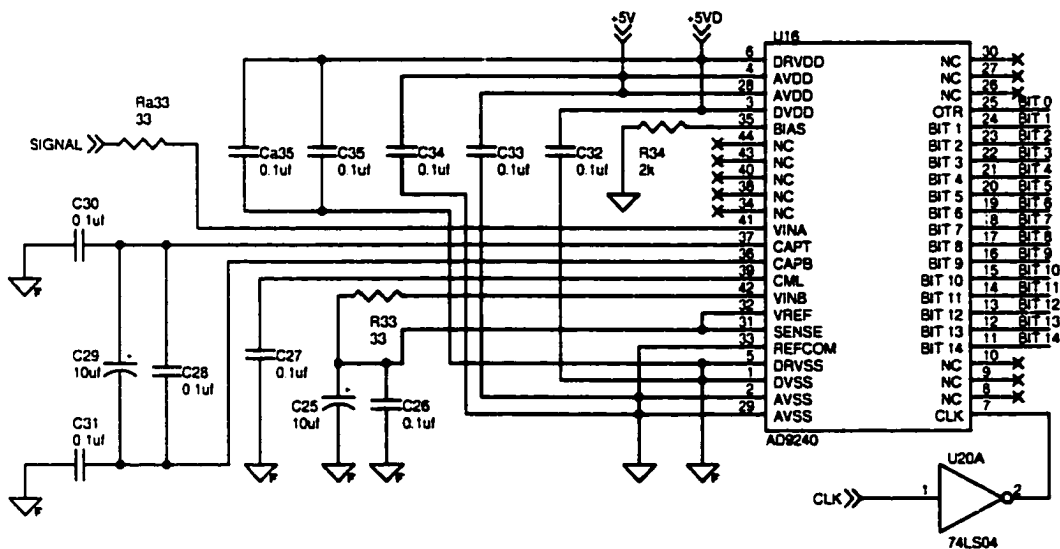 +5V
+5VD
U16
6 DRVDD
4 AVDD
28 AVDD
3 DVDD
35 BIAS
44 NC
43 NC
40 NC
38 NC
34 NC
41 VINA
37 CAPT
36 CAPB
39 CML
42 VINB
32 VREF
31 SENSE
33 REFCOM
5 DRVSS
1 DVSS
2 AVSS
29 AVSS
NC 30
NC 27
NC 26
OTR 25 BIT 0
BIT 1 24 BIT 1
BIT 2 23 BIT 2
BIT 3 22 BIT 3
BIT 4 21 BIT 4
BIT 5 20 BIT 5
BIT 6 19 BIT 6
BIT 7 18 BIT 7
BIT 8 17 BIT 8
BIT 9 16 BIT 9
BIT 10 15 BIT 10
BIT 11 14 BIT 11
BIT 12 13 BIT 12
BIT 13 12 BIT 13
BIT 14 11 BIT 14
NC 10
NC 9
NC 8
CLK 7
AD9240
Ra33
33
SIGNAL
Ca35
0.1uf
C35
0.1uf
C34
0.1uf
C33
0.1uf
C32
0.1uf
R34
2k
C30
0.1uf
F
R33
33
C29
10uf
C28
0.1uf
C27
0.1uf
C25
10uf
C26
0.1uf
C31
0.1uf
F
F
F
F
F
U20A
CLK
1
2
74LS04